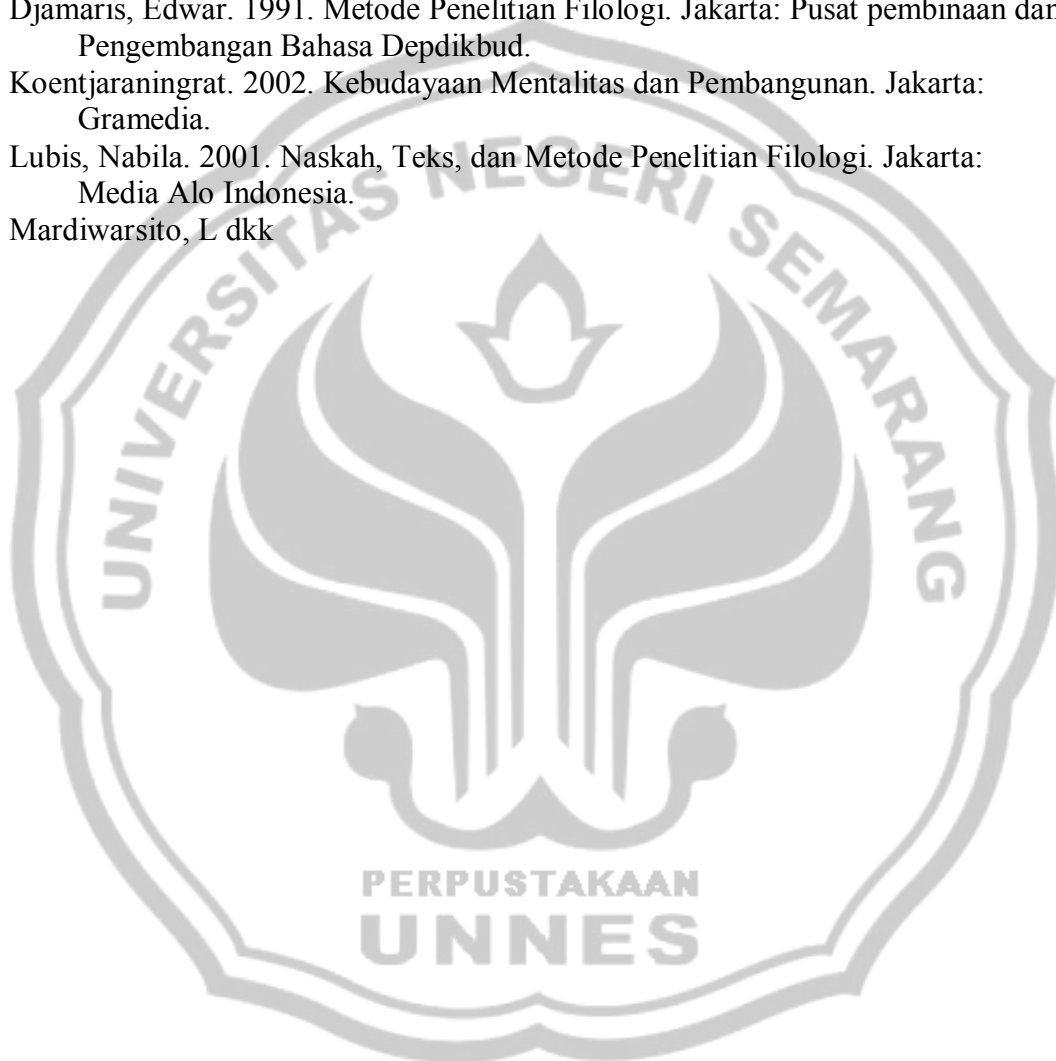 Djamaris, Edwar. 1991. Metode Penelitian Filologi. Jakarta: Pusat pembinaan dan
Pengembangan Bahasa Depdikbud.
Koentjaraningrat. 2002. Kebudayaan Mentalitas dan Pembangunan. Jakarta:
Gramedia.
Lubis, Nabila. 2001. Naskah, Teks, dan Metode Penelitian Filologi. Jakarta:
Media Alo Indonesia.
Mardiwarsito, L dkk
UNIVERSITAS NEGERI SEMARANG
PERPUSTAKAAN
UNNES